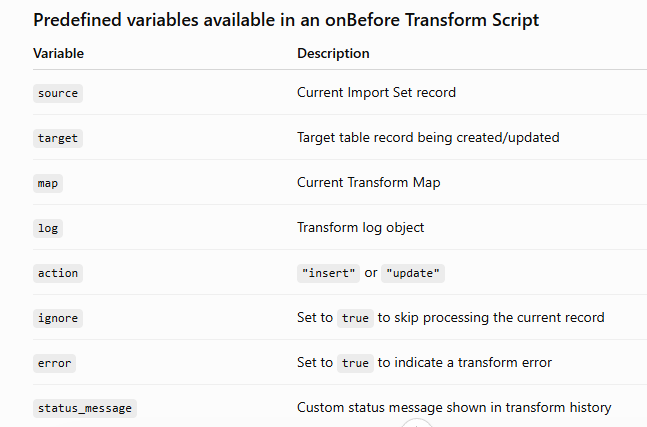 Predefined variables available in an onBefore Transform Script
Variable Description
source Current Import Set record
target Target table record being created/updated
map Current Transform Map
log Transform log object
action "insert" or "update"
ignore Set to true to skip processing the current record
error Set to true to indicate a transform error
status_message Custom status message shown in transform history